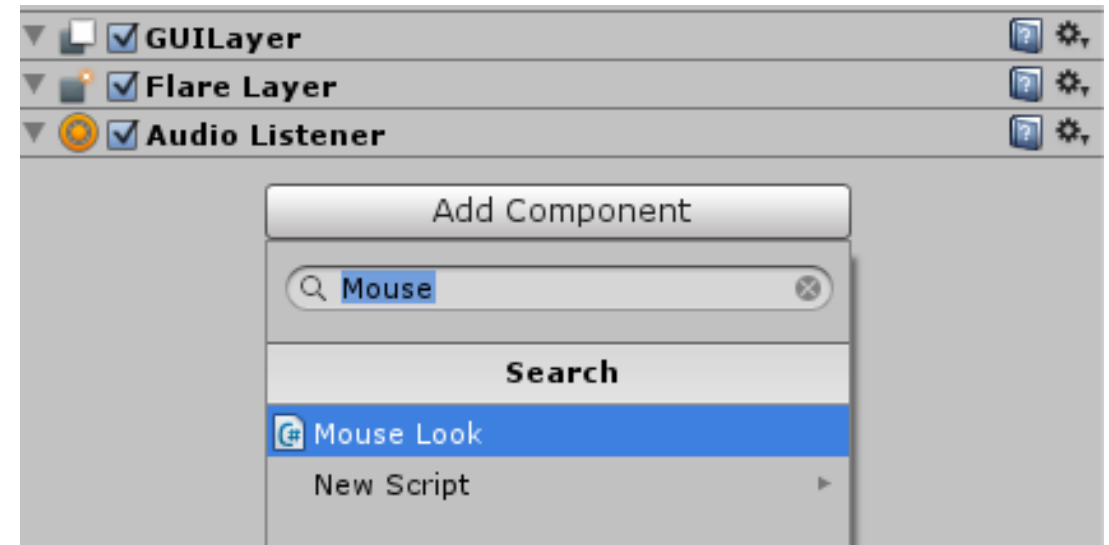 GUILayer
Flare Layer
Audio Listener
Add Component
Mouse
Search
Mouse Look
New Script